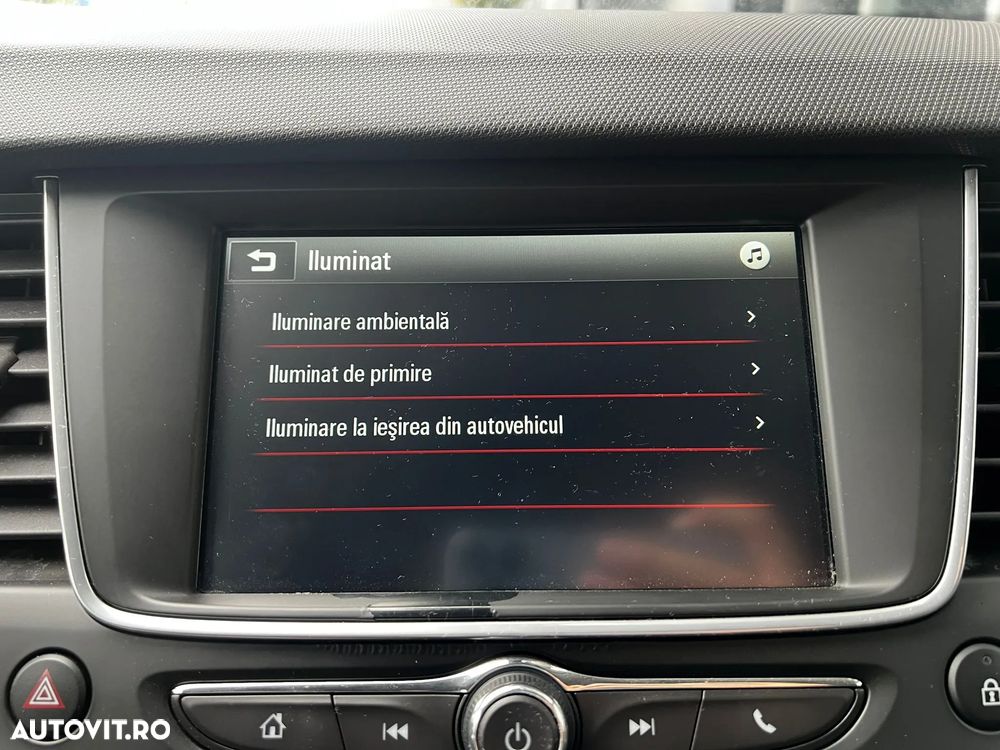 Iluminat
Iluminare ambientală
Iluminat de primire
Iluminare la ieşirea din autovehicul
AUTOVIT.RO